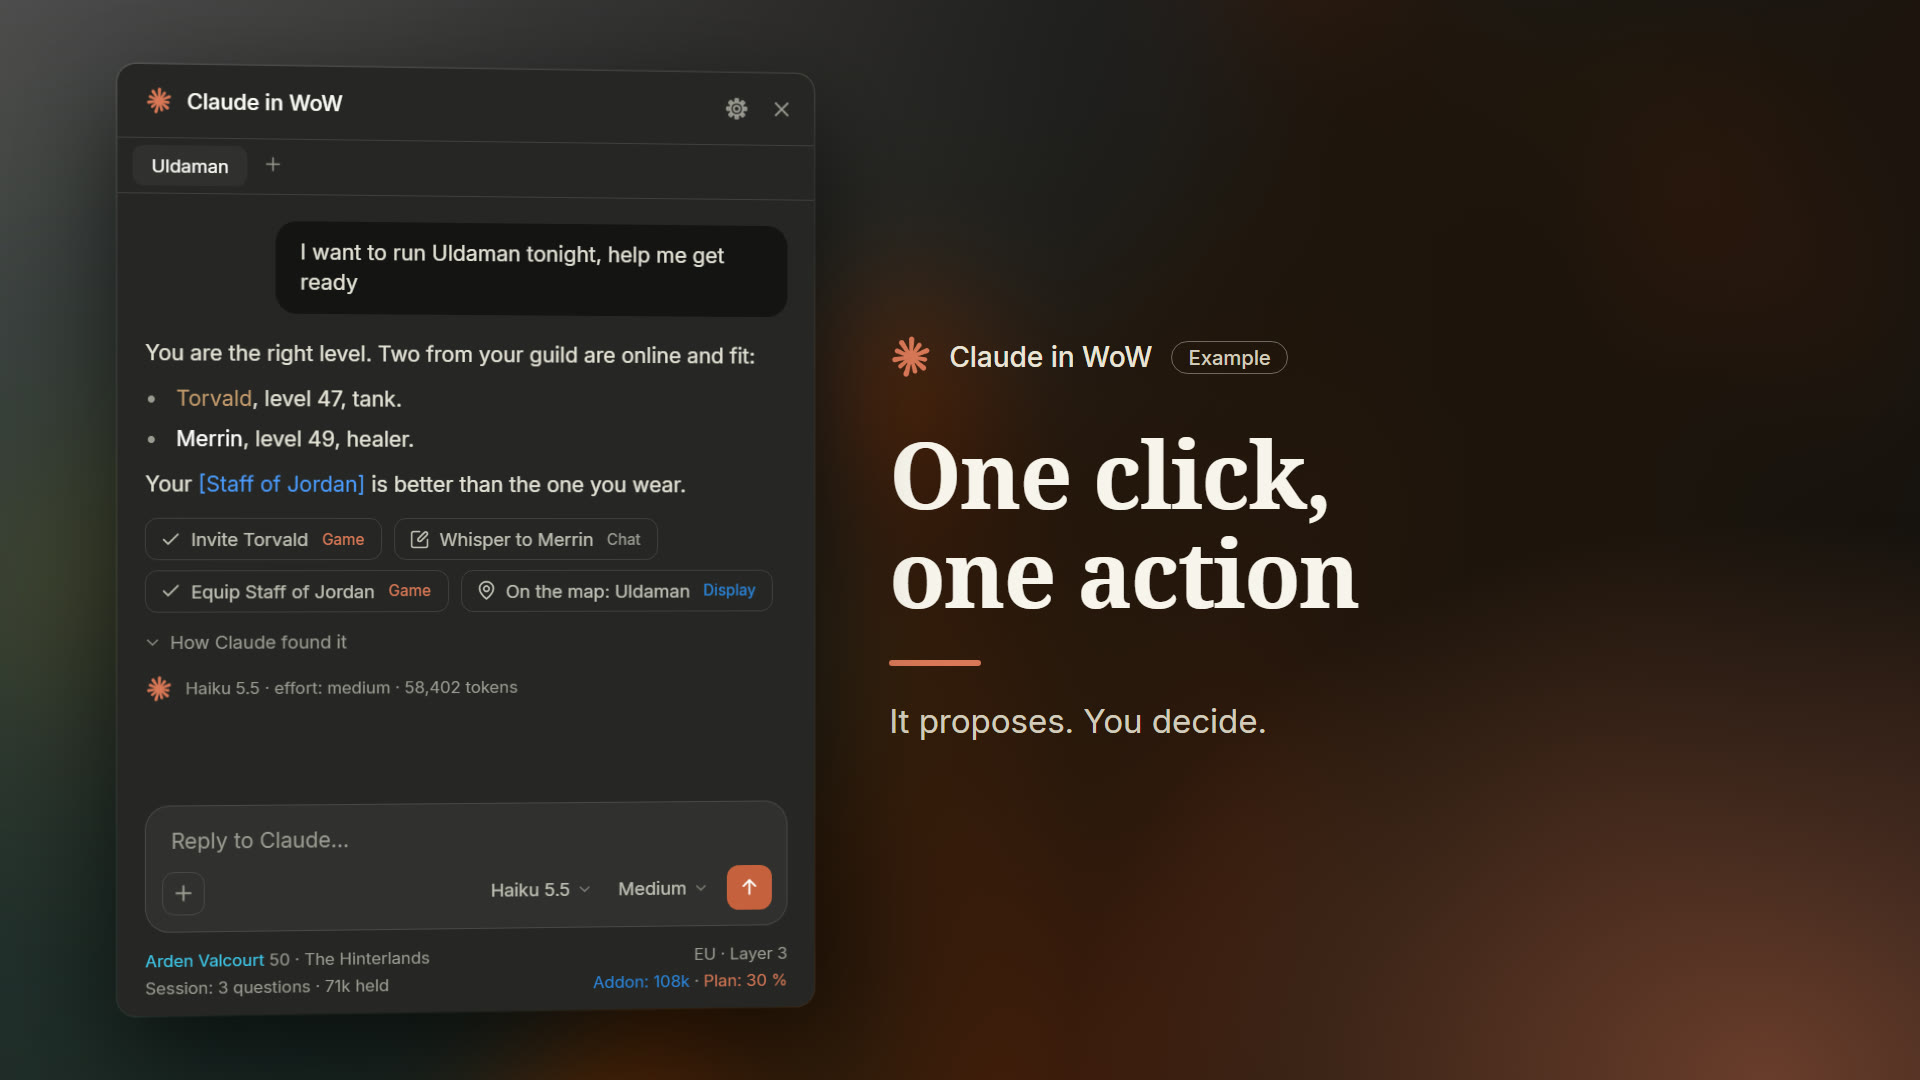 Claude in WoW
Uldaman
I want to run Uldaman tonight, help me get
ready
You are the right level. Two from your guild are online and fit:
• Torvald, level 47, tank.
• Merrin, level 49, healer.
Your [Staff of Jordan] is better than the one you wear.
Invite Torvald Game
Whisper to Merrin Chat
Equip Staff of Jordan Game
On the map: Uldaman Display
How Claude found it
Haiku 5.5 · effort: medium · 58,402 tokens
Reply to Claude...
Haiku 5.5
Medium
Arden Valcourt 50 · The Hinterlands
EU · Layer 3
Session: 3 questions · 71k held
Addon: 108k · Plan: 30 %
Claude in WoW
Example
One click,
one action
It proposes. You decide.